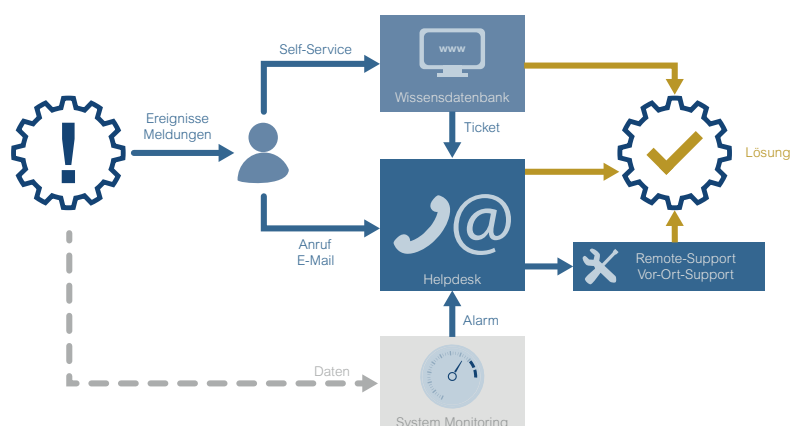 Self-Service
www
Wissensdatenbank
Ereignisse
Meldungen
Ticket
Lösung
@
Anruf
E-Mail
Helpdesk
Remote-Support
Vor-Ort-Support
Alarm
Daten
System Monitoring